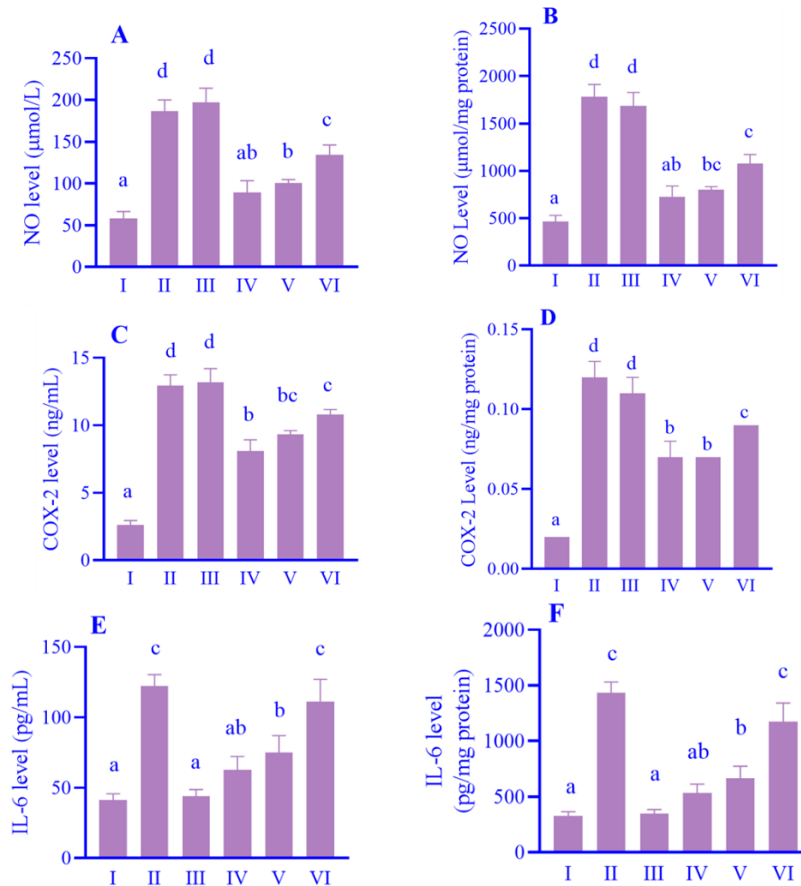 A
NO level (μmol/L)
250
200
150
100
50
0
a
d
d
ab
b
c
I II III IV V VI
B
NO Level (μmol/mg protein)
2500
2000
1500
1000
500
0
a
d
d
ab
bc
c
I II III IV V VI
C
COX-2 level (ng/mL)
15
10
5
0
a
d
d
b
bc
c
I II III IV V VI
D
COX-2 Level (ng/mg protein)
0.15
0.10
0.05
0.00
a
d
d
b
b
c
I II III IV V VI
E
IL-6 level (pg/mL)
150
100
50
0
a
c
a
ab
b
c
I II III IV V VI
F
IL-6 level
(pg/mg protein)
2000
1500
1000
500
0
a
c
a
ab
b
c
I II III IV V VI